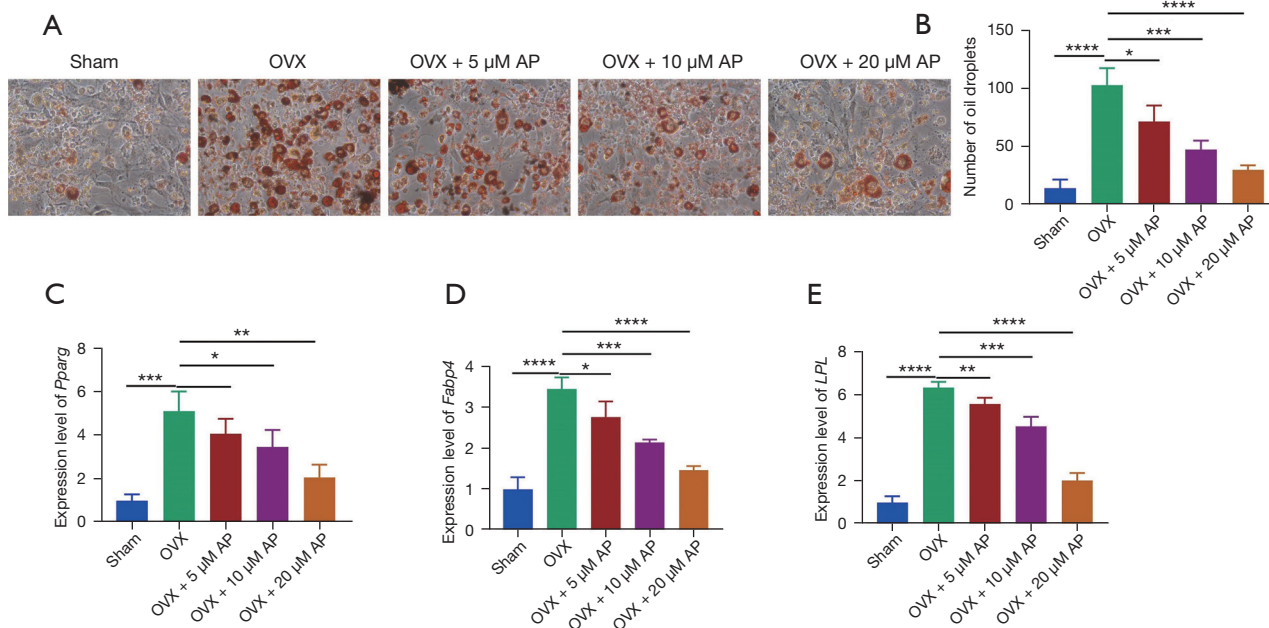 A
Sham
OVX
OVX + 5 µM AP
OVX + 10 µM AP
OVX + 20 µM AP
B
Number of oil droplets
150
100
50
0
****
***
****
*
Sham
OVX
OVX + 5 µM AP
OVX + 10 µM AP
OVX + 20 µM AP
C
Expression level of Pparg
8
6
4
2
0
**
*
***
Sham
OVX
OVX + 5 µM AP
OVX + 10 µM AP
OVX + 20 µM AP
D
Expression level of Fabp4
4
3
2
1
0
****
***
****
*
Sham
OVX
OVX + 5 µM AP
OVX + 10 µM AP
OVX + 20 µM AP
E
Expression level of LPL
8
6
4
2
0
****
***
****
**
Sham
OVX
OVX + 5 µM AP
OVX + 10 µM AP
OVX + 20 µM AP